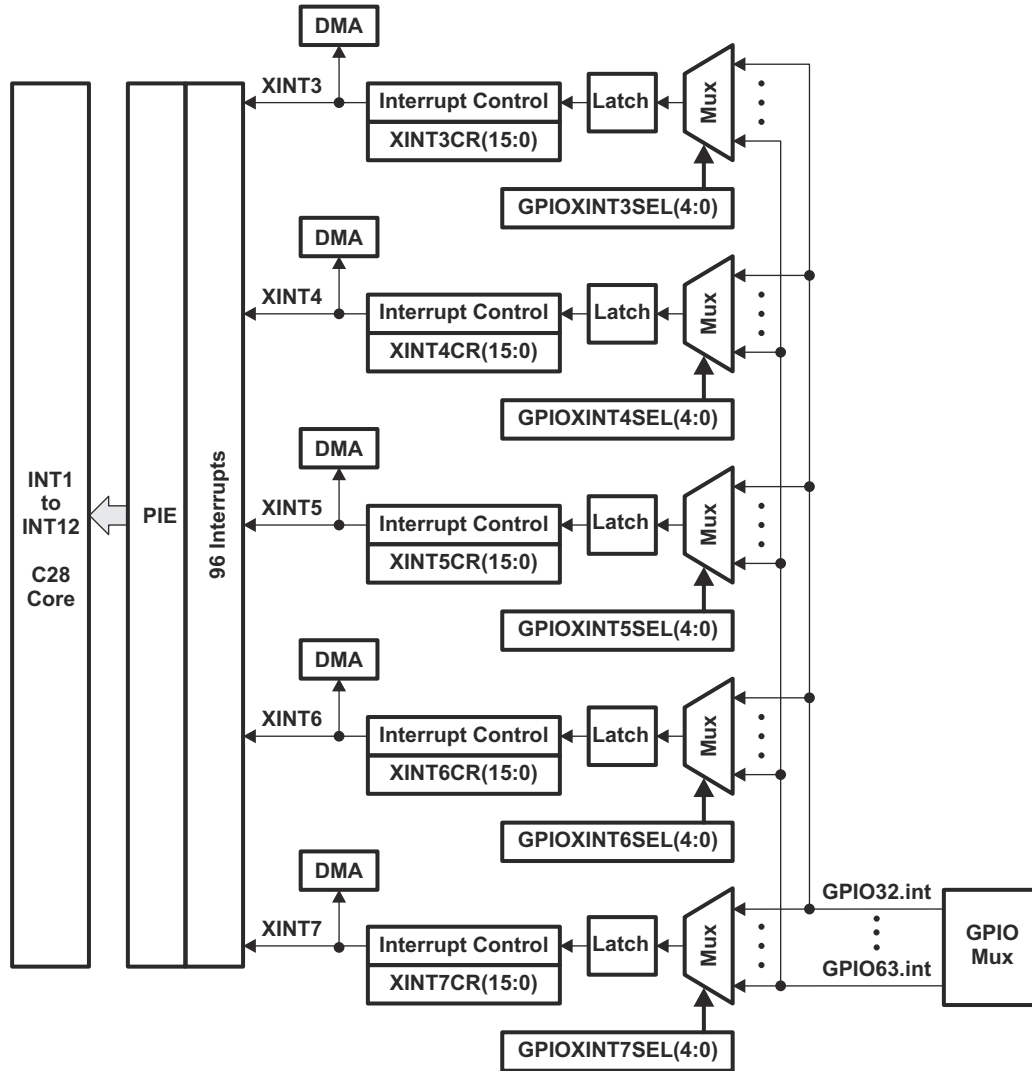 DMA
XINT3
Interrupt Control
XINT3CR(15:0)
Latch
Mux
GPIOXINT3SEL(4:0)
DMA
XINT4
Interrupt Control
XINT4CR(15:0)
Latch
Mux
GPIOXINT4SEL(4:0)
INT1
to
INT12
C28
Core
PIE
96 Interrupts
DMA
XINT5
Interrupt Control
XINT5CR(15:0)
Latch
Mux
GPIOXINT5SEL(4:0)
DMA
XINT6
Interrupt Control
XINT6CR(15:0)
Latch
Mux
GPIOXINT6SEL(4:0)
DMA
XINT7
Interrupt Control
XINT7CR(15:0)
Latch
Mux
GPIOXINT7SEL(4:0)
GPIO32.int
GPIO63.int
GPIO
Mux